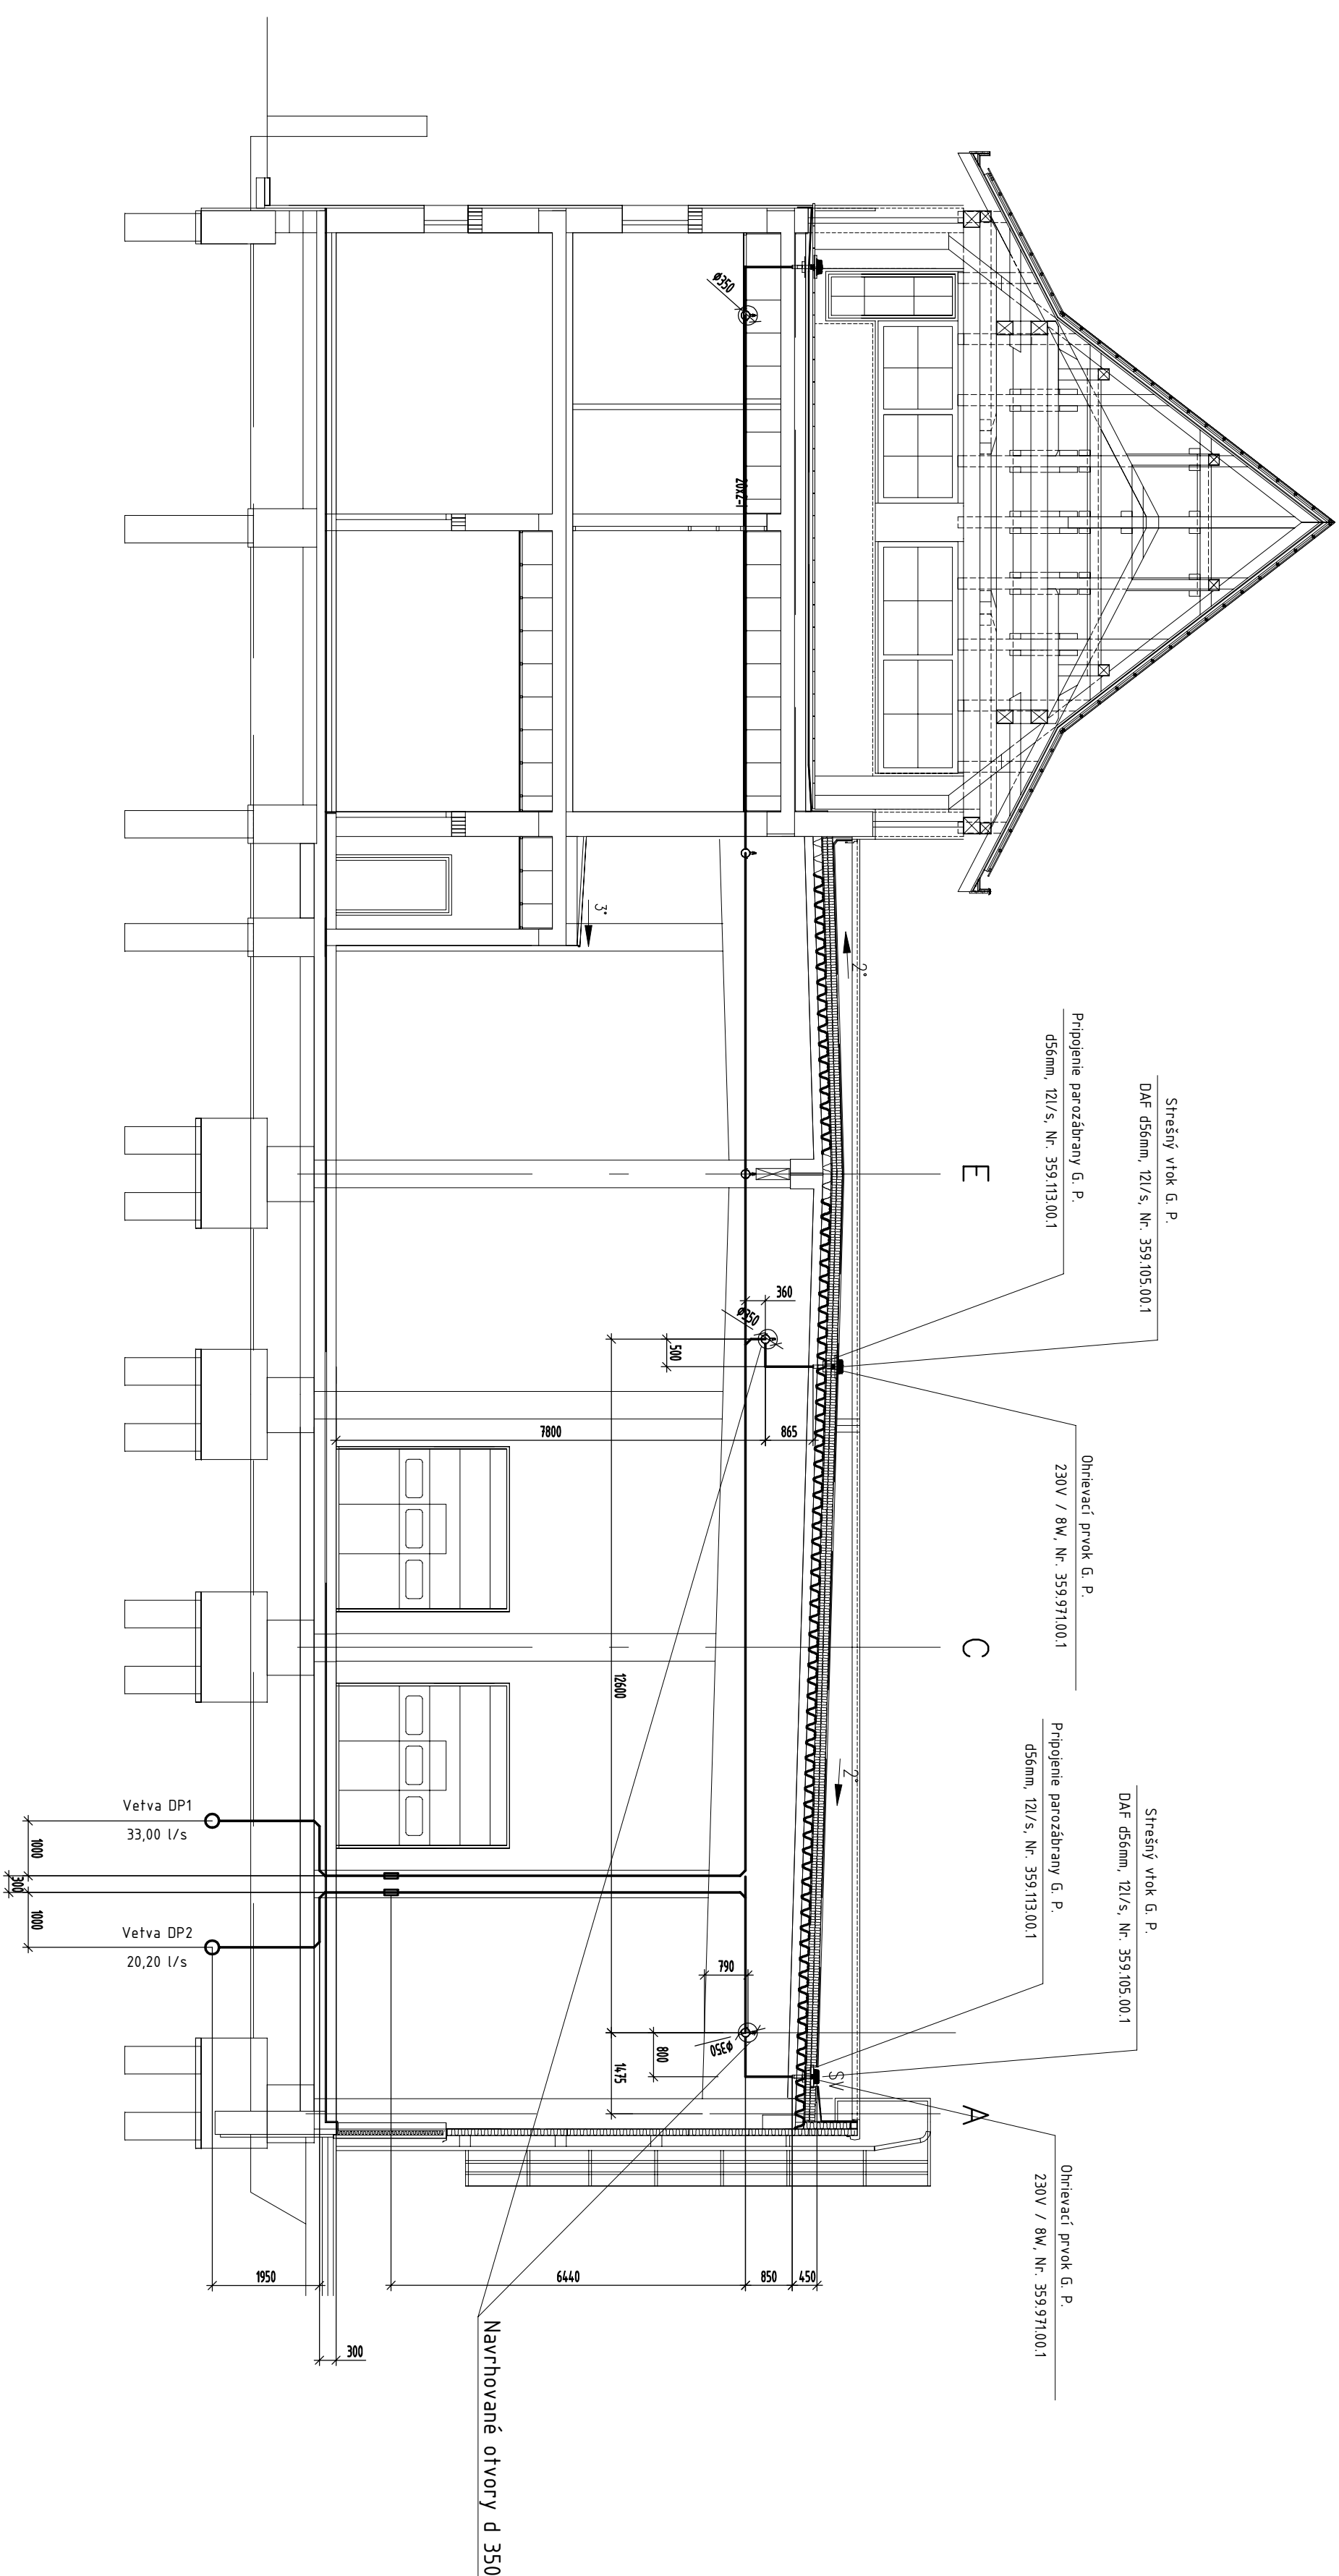 Strešný vtok G. P.
DAF d56mm, 12l/s, Nr. 359.105.00.1
Pripojenie parozábrany G. P.
d56mm, 12l/s, Nr. 359.113.00.1
Ohrievací prvok G. P.
230V / 8W, Nr. 359.971.00.1
Strešný vtok G. P.
DAF d56mm, 12l/s, Nr. 359.105.00.1
Pripojenie parozábrany G. P.
d56mm, 12l/s, Nr. 359.113.00.1
Ohrievací prvok G. P.
230V / 8W, Nr. 359.971.00.1
E
C
A
2°
2°
3°
SV
ø350
ø350
ø350
360
500
7800
865
12600
790
800
1475
6440
850
450
1950
300
1000
300
1000
Vetva DP1
33,00 l/s
Vetva DP2
20,20 l/s
Navrhované otvory d 350